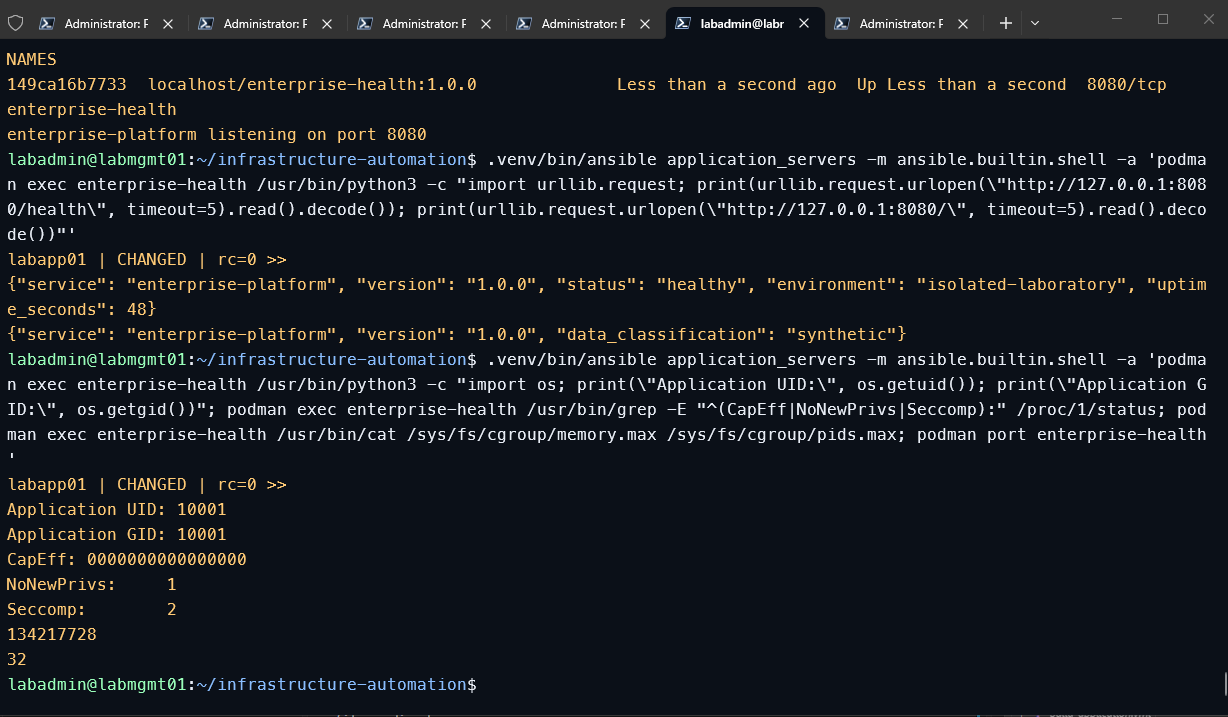 Administrator: F
Administrator: F
Administrator: F
Administrator: F
labadmin@labr
Administrator: F
NAMES
149ca16b7733  localhost/enterprise-health:1.0.0              Less than a second ago  Up Less than a second  8080/tcp
enterprise-health
enterprise-platform listening on port 8080
labadmin@labmgmt01:~/infrastructure-automation$ .venv/bin/ansible application_servers -m ansible.builtin.shell -a 'podma
n exec enterprise-health /usr/bin/python3 -c "import urllib.request; print(urllib.request.urlopen(\"http://127.0.0.1:808
0/health\", timeout=5).read().decode()); print(urllib.request.urlopen(\"http://127.0.0.1:8080/\", timeout=5).read().deco
de())"'
labapp01 | CHANGED | rc=0 >>
{"service": "enterprise-platform", "version": "1.0.0", "status": "healthy", "environment": "isolated-laboratory", "uptim
e_seconds": 48}
{"service": "enterprise-platform", "version": "1.0.0", "data_classification": "synthetic"}
labadmin@labmgmt01:~/infrastructure-automation$ .venv/bin/ansible application_servers -m ansible.builtin.shell -a 'podma
n exec enterprise-health /usr/bin/python3 -c "import os; print(\"Application UID:\", os.getuid()); print(\"Application G
ID:\", os.getgid())"; podman exec enterprise-health /usr/bin/grep -E "^(CapEff|NoNewPrivs|Seccomp):" /proc/1/status; pod
man exec enterprise-health /usr/bin/cat /sys/fs/cgroup/memory.max /sys/fs/cgroup/pids.max; podman port enterprise-health
'
labapp01 | CHANGED | rc=0 >>
Application UID: 10001
Application GID: 10001
CapEff: 0000000000000000
NoNewPrivs:     1
Seccomp:        2
134217728
32
labadmin@labmgmt01:~/infrastructure-automation$